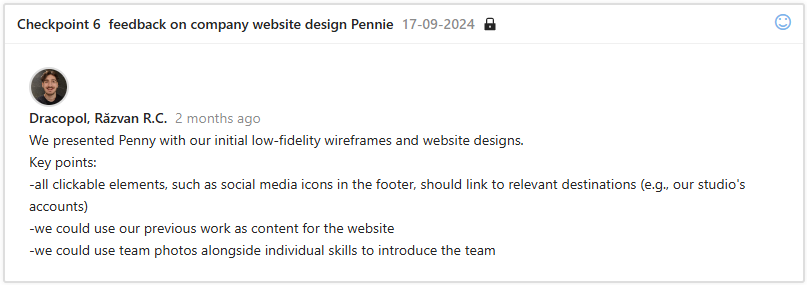 Checkpoint 6 feedback on company website design Pennie 17-09-2024
Dracopol, Răzvan R.C. 2 months ago
We presented Penny with our initial low-fidelity wireframes and website designs.
Key points:
-all clickable elements, such as social media icons in the footer, should link to relevant destinations (e.g., our studio's
accounts)
-we could use our previous work as content for the website
-we could use team photos alongside individual skills to introduce the team